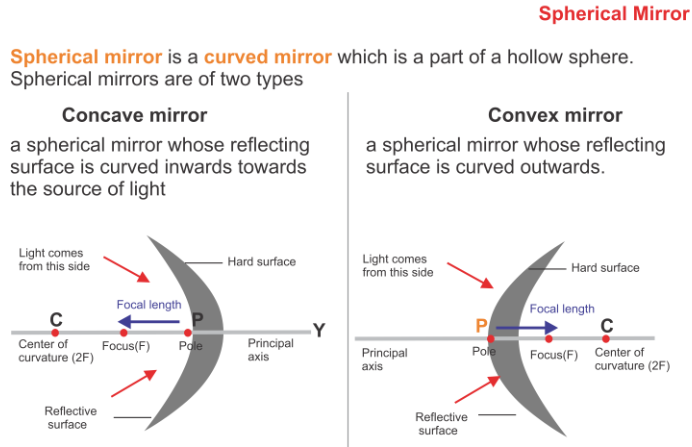 Spherical Mirror
Spherical mirror is a curved mirror which is a part of a hollow sphere.
Spherical mirrors are of two types
Concave mirror
a spherical mirror whose reflecting
surface is curved inwards towards
the source of light
Light comes
from this side
Hard surface
Focal length
C
P
Y
Center of
curvature (2F)
Focus(F)
Pole
Principal
axis
Reflective
surface
Convex mirror
a spherical mirror whose reflecting
surface is curved outwards.
Light comes
from this side
Hard surface
Focal length
P
C
Principal
axis
Pole
Focus(F)
Center of
curvature (2F)
Reflective
surface